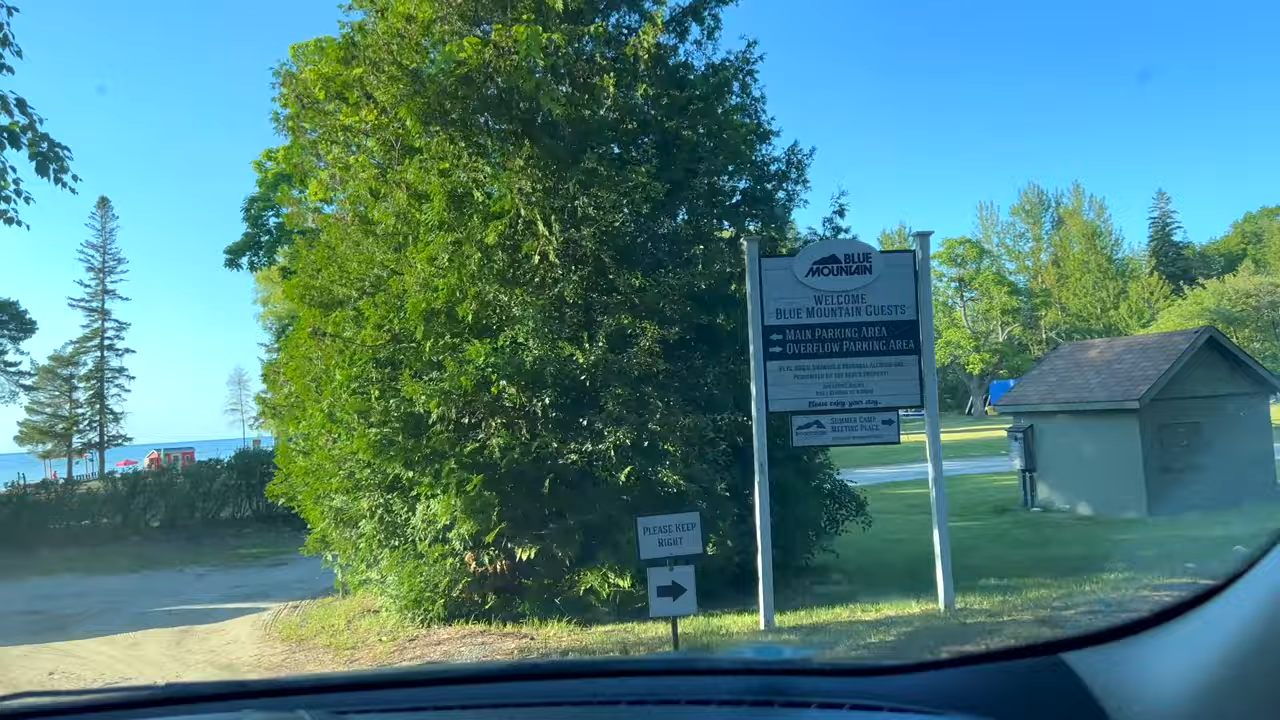 BLUE
MOUNTAIN
WELCOME
BLUE MOUNTAIN GUESTS
← MAIN PARKING AREA
← OVERFLOW PARKING AREA
Please enjoy your stay...
SUMMER CAMP →
MEETING PLACE
PLEASE KEEP
RIGHT
→